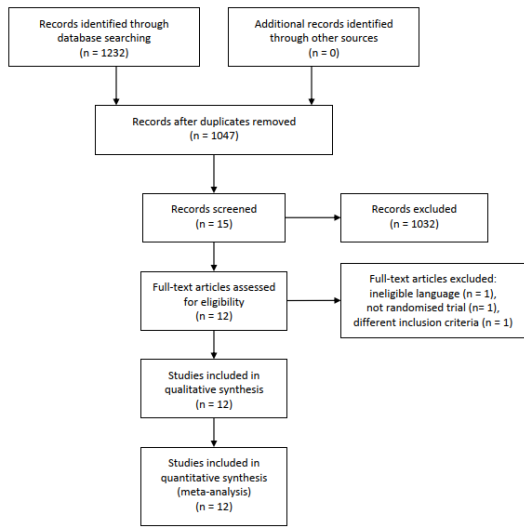 Records identified through
database searching
(n = 1232)
Additional records identified
through other sources
(n = 0)
Records after duplicates removed
(n = 1047)
Records screened
(n = 15)
Records excluded
(n = 1032)
Full-text articles assessed
for eligibility
(n = 12)
Full-text articles excluded:
ineligible language (n = 1),
not randomised trial (n= 1),
different inclusion criteria (n = 1)
Studies included in
qualitative synthesis
(n = 12)
Studies included in
quantitative synthesis
(meta-analysis)
(n = 12)